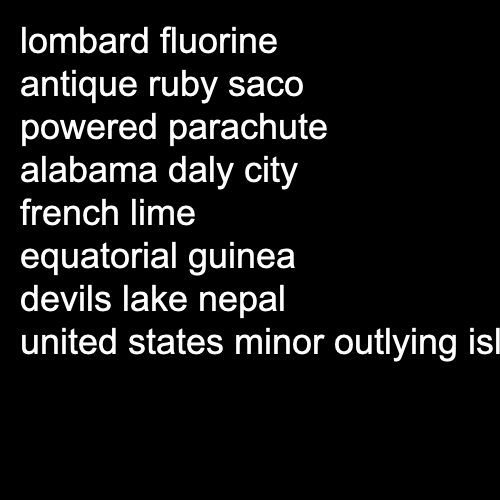 lombard fluorine
antique ruby saco
powered parachute
alabama daly city
french lime
equatorial guinea
devils lake nepal
united states minor outlying isl